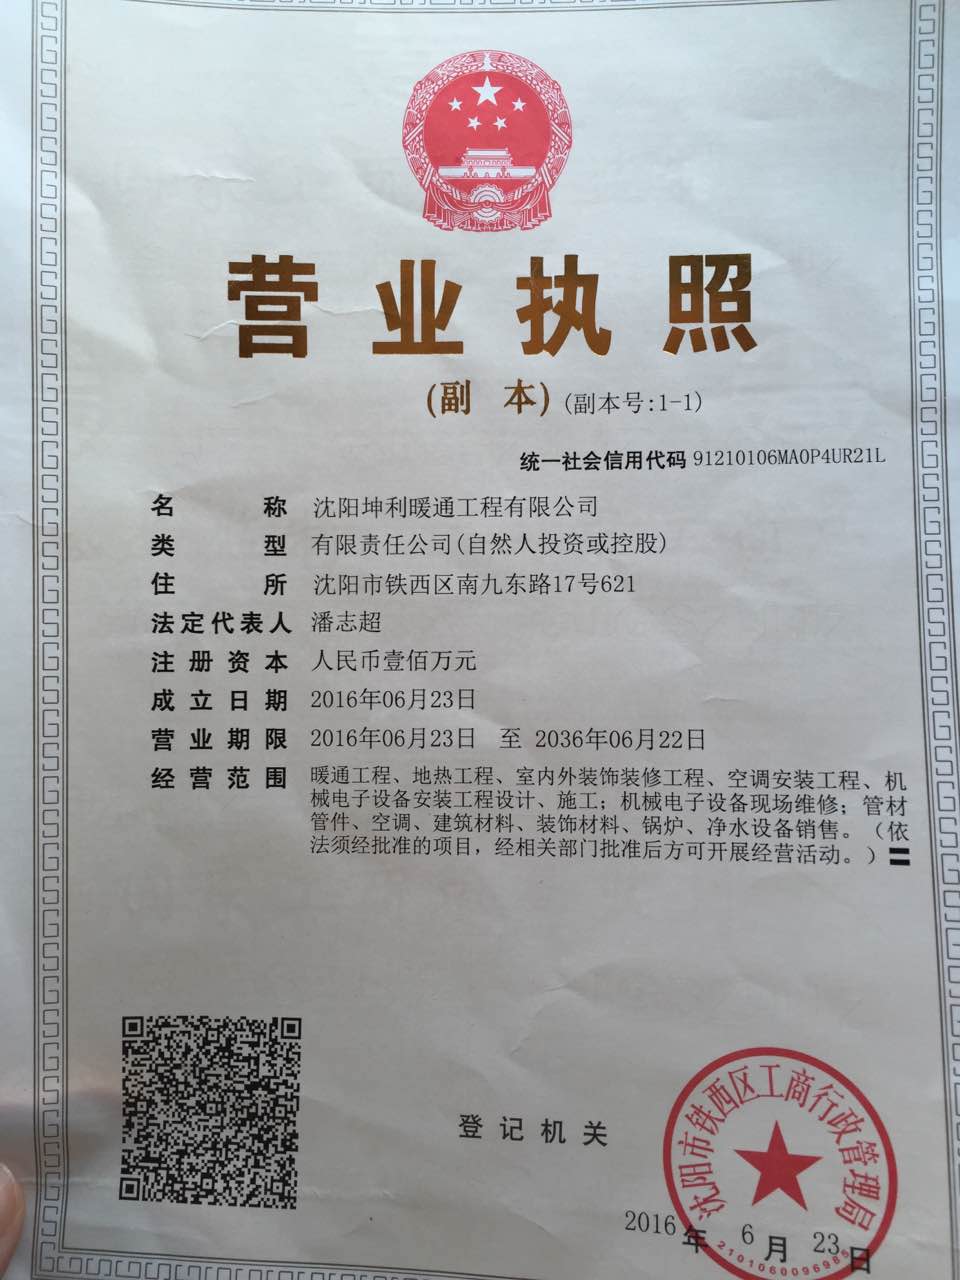 营业执照
(副 本) (副本号:1-1)
统一社会信用代码 91210106MA0P4UR21L
名称 沈阳坤利暖通工程有限公司
类型 有限责任公司(自然人投资或控股)
住所 沈阳市铁西区南九东路17号621
法定代表人 潘志超
注册资本 人民币壹佰万元
成立日期 2016年06月23日
营业期限 2016年06月23日 至 2036年06月22日
经营范围 暖通工程、地热工程、室内外装饰装修工程、空调安装工程、机
械电子设备安装工程设计、施工；机械电子设备现场维修；管材
管件、空调、建筑材料、装饰材料、锅炉、净水设备销售。（依
法须经批准的项目，经相关部门批准后方可开展经营活动。）
登记机关
沈阳市铁西区工商行政管理局
2016年 6月 23日
2101060096985